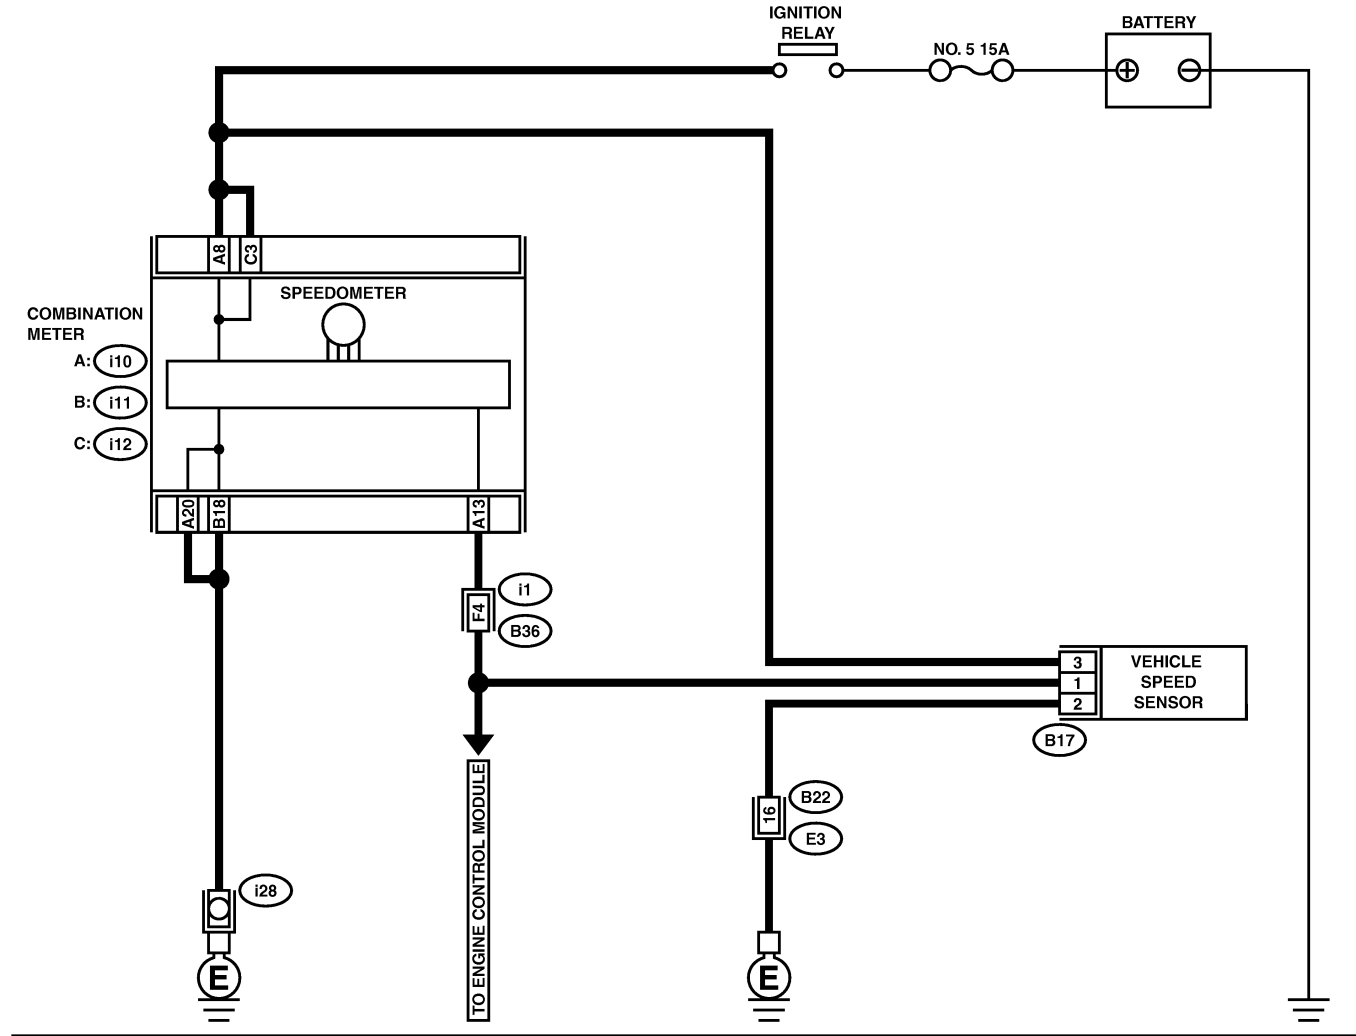 IGNITION
RELAY
NO. 5 15A
BATTERY
+
−
A8
C3
SPEEDOMETER
COMBINATION
METER
A: i10
B: i11
C: i12
A20
B18
A13
i1
F4
B36
3
1
2
VEHICLE
SPEED
SENSOR
B17
TO ENGINE CONTROL MODULE
B22
16
E3
i28
E
E